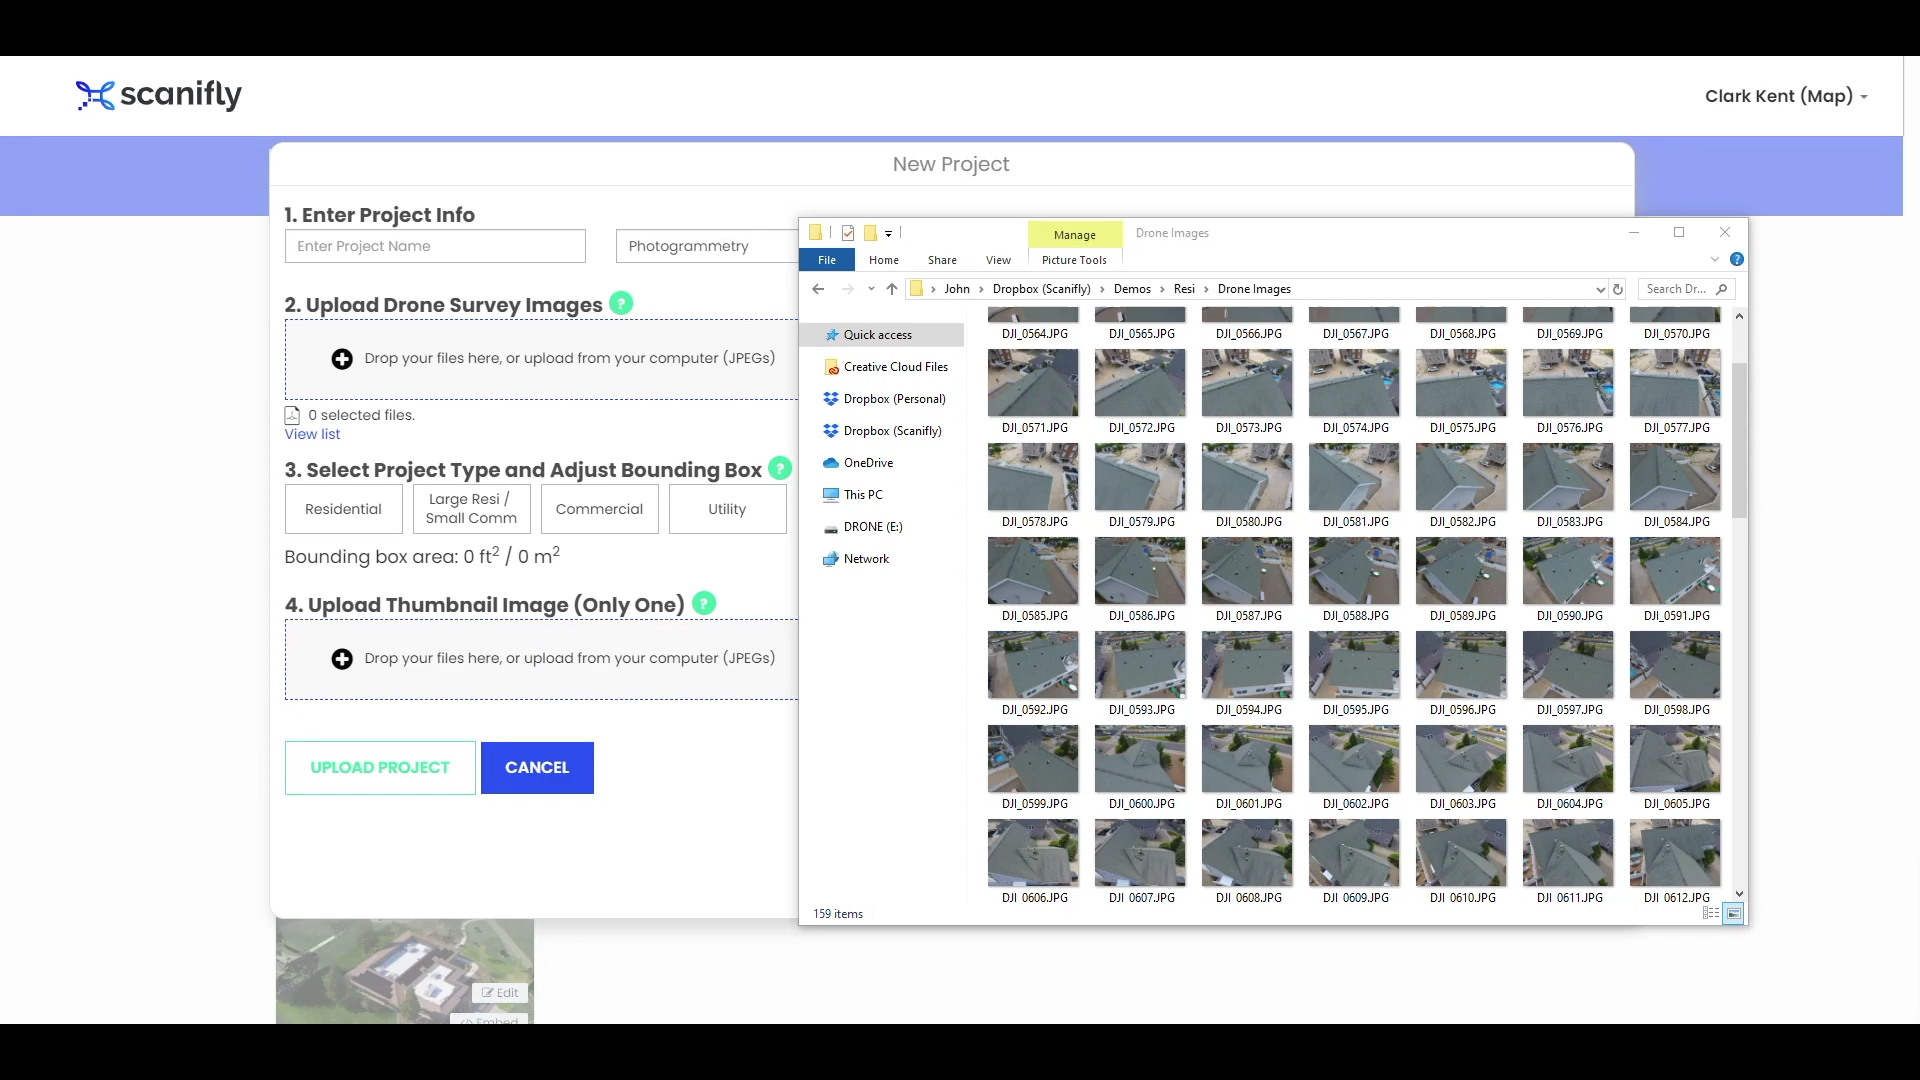 scanifly
Clark Kent (Map)
New Project
1. Enter Project Info
Enter Project Name
Photogrammetry
2. Upload Drone Survey Images ?
Drop your files here, or upload from your computer (JPEGs)
0 selected files.
View list
3. Select Project Type and Adjust Bounding Box ?
Residential
Large Resi /
Small Comm
Commercial
Utility
Bounding box area: 0 ft2 / 0 m2
4. Upload Thumbnail Image (Only One) ?
Drop your files here, or upload from your computer (JPEGs)
UPLOAD PROJECT
CANCEL
Edit
</> Embed
Manage
Drone Images
File
Home
Share
View
Picture Tools
?
John > Dropbox (Scanifly) > Demos > Resi > Drone Images
Search Dr...
Quick access
Creative Cloud Files
Dropbox (Personal)
Dropbox (Scanifly)
OneDrive
This PC
DRONE (E:)
Network
DJI_0564.JPG DJI_0565.JPG DJI_0566.JPG DJI_0567.JPG DJI_0568.JPG DJI_0569.JPG DJI_0570.JPG
DJI_0571.JPG DJI_0572.JPG DJI_0573.JPG DJI_0574.JPG DJI_0575.JPG DJI_0576.JPG DJI_0577.JPG
DJI_0578.JPG DJI_0579.JPG DJI_0580.JPG DJI_0581.JPG DJI_0582.JPG DJI_0583.JPG DJI_0584.JPG
DJI_0585.JPG DJI_0586.JPG DJI_0587.JPG DJI_0588.JPG DJI_0589.JPG DJI_0590.JPG DJI_0591.JPG
DJI_0592.JPG DJI_0593.JPG DJI_0594.JPG DJI_0595.JPG DJI_0596.JPG DJI_0597.JPG DJI_0598.JPG
DJI_0599.JPG DJI_0600.JPG DJI_0601.JPG DJI_0602.JPG DJI_0603.JPG DJI_0604.JPG DJI_0605.JPG
DJI_0606.JPG DJI_0607.JPG DJI_0608.JPG DJI_0609.JPG DJI_0610.JPG DJI_0611.JPG DJI_0612.JPG
159 items